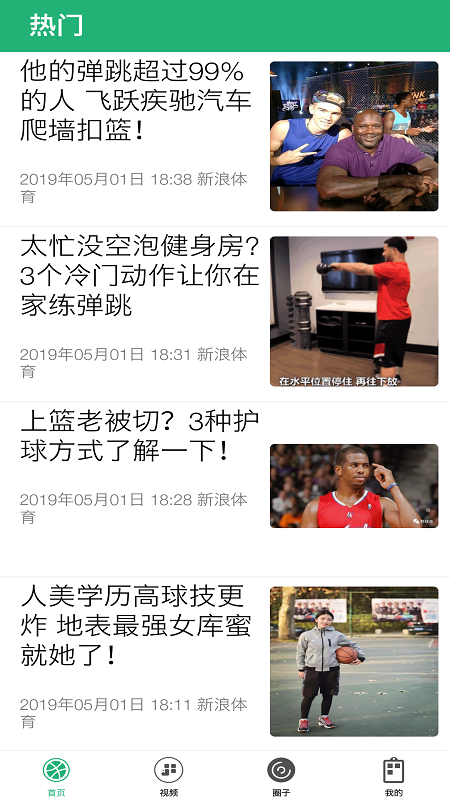 热门
他的弹跳超过99%
的人 飞跃疾驰汽车
爬墙扣篮！
2019年05月01日 18:38 新浪体
育
太忙没空泡健身房?
3个冷门动作让你在
家练弹跳
2019年05月01日 18:31 新浪体
育
在水平位置停住 再往下放
上篮老被切？3种护
球方式了解一下！
2019年05月01日 18:28 新浪体
育
人美学历高球技更
炸 地表最强女库蜜
就她了！
2019年05月01日 18:11 新浪体
育
首页
视频
圈子
我的